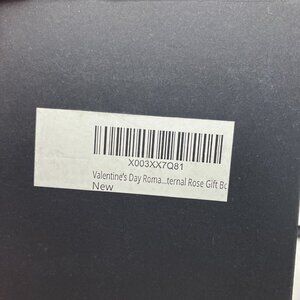 X003XX7Q81
Valentine's Day Roma...ternal Rose Gift Bo
New